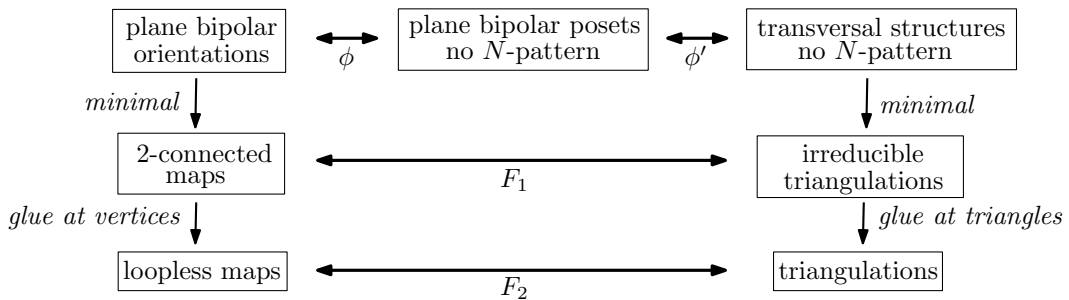 plane bipolar
orientations
ϕ
plane bipolar posets
no N-pattern
ϕ′
transversal structures
no N-pattern
minimal
minimal
2-connected
maps
F₁
irreducible
triangulations
glue at vertices
glue at triangles
loopless maps
F₂
triangulations